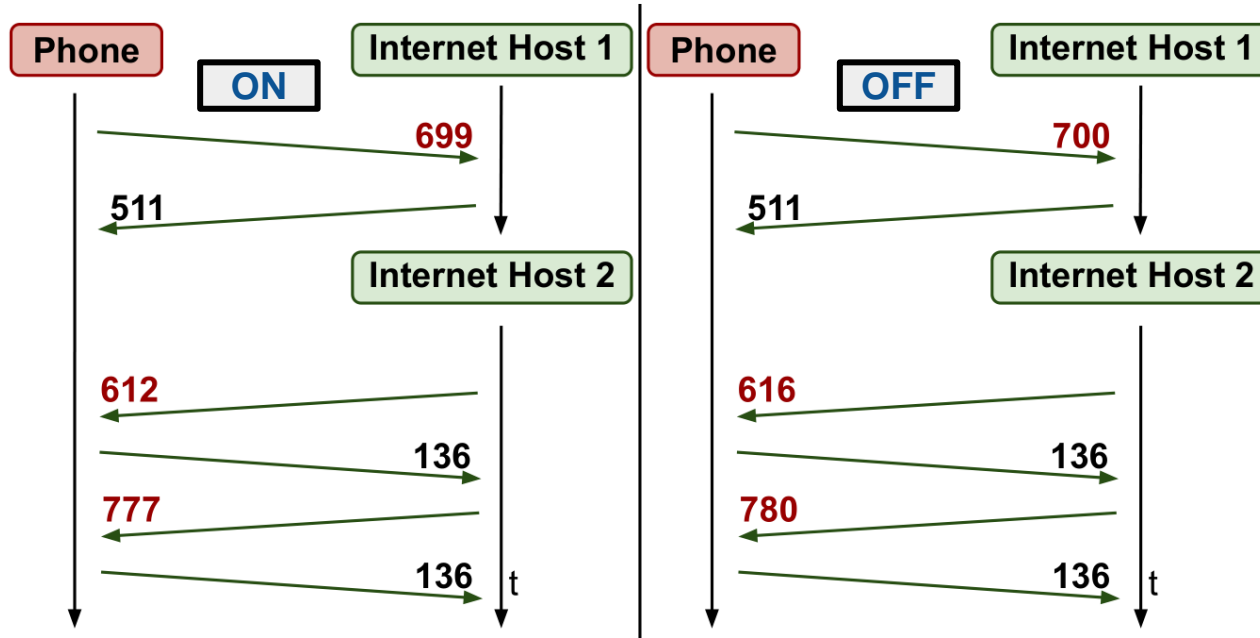 Phone
Internet Host 1
ON
699
511
Internet Host 2
612
136
777
136
t
Phone
Internet Host 1
OFF
700
511
Internet Host 2
616
136
780
136
t